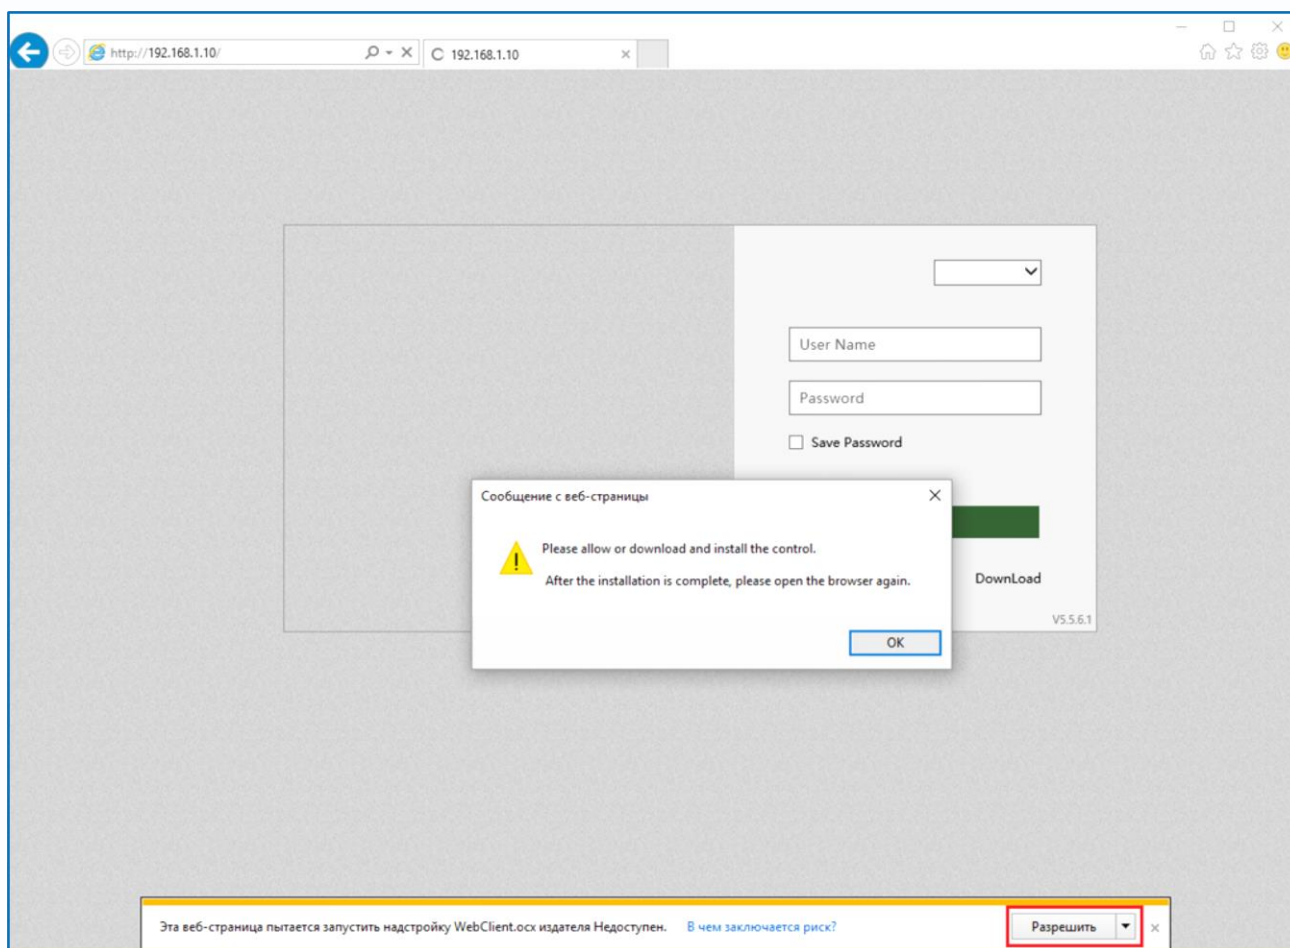 http://192.168.1.10/
192.168.1.10
User Name
Password
Save Password
Сообщение с веб-страницы
Please allow or download and install the control.
After the installation is complete, please open the browser again.
OK
DownLoad
V5.5.6.1
Эта веб-страница пытается запустить надстройку WebClient.ocx издателя Недоступен. В чем заключается риск? Разрешить